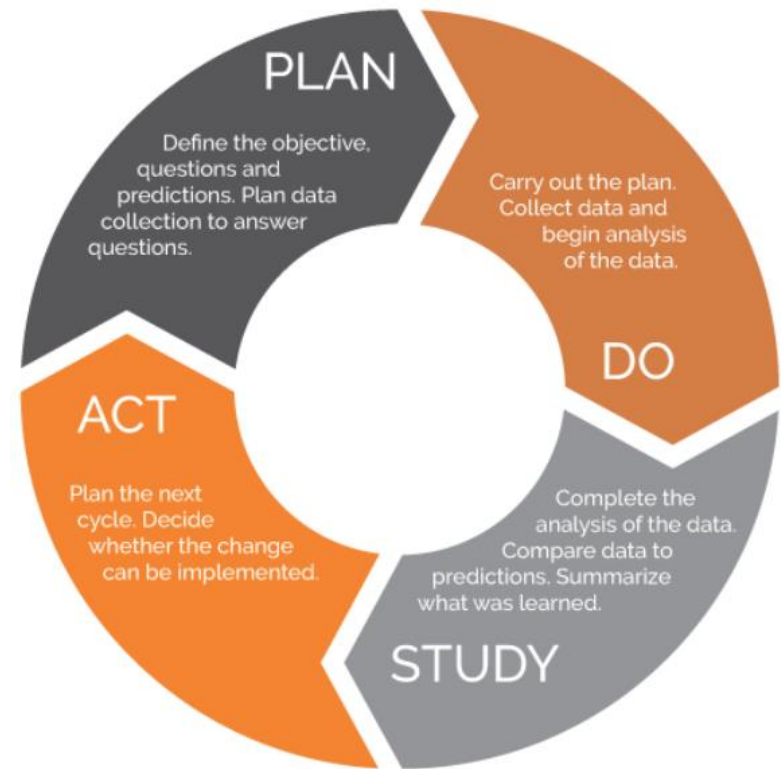 PLAN
Define the objective,
questions and
predictions. Plan data
collection to answer
questions.
Carry out the plan.
Collect data and
begin analysis
of the data.
DO
Complete the
analysis of the data.
Compare data to
predictions. Summarize
what was learned.
STUDY
ACT
Plan the next
cycle. Decide
whether the change
can be implemented.